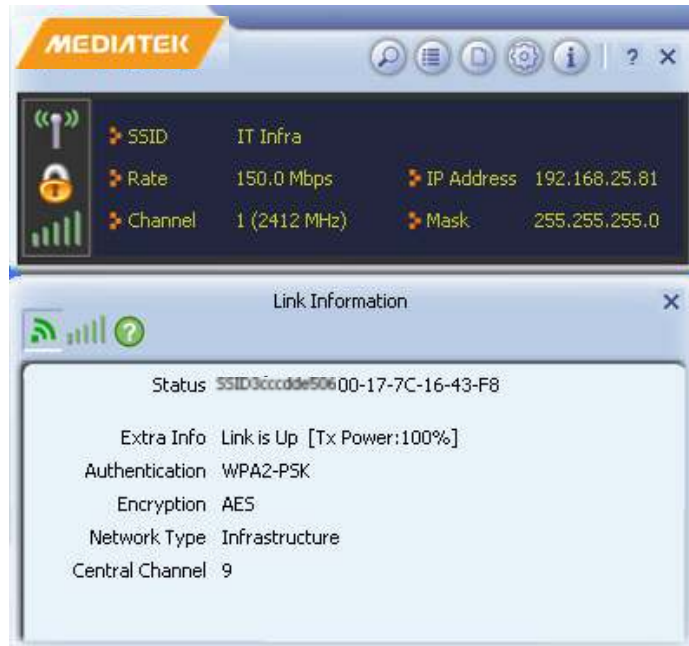 MEDIATEK
? ×
SSID IT Infra
Rate 150.0 Mbps IP Address 192.168.25.81
Channel 1 (2412 MHz) Mask 255.255.255.0
Link Information ×
?
Status 00-17-7C-16-43-F8
Extra Info Link is Up [Tx Power:100%]
Authentication WPA2-PSK
Encryption AES
Network Type Infrastructure
Central Channel 9